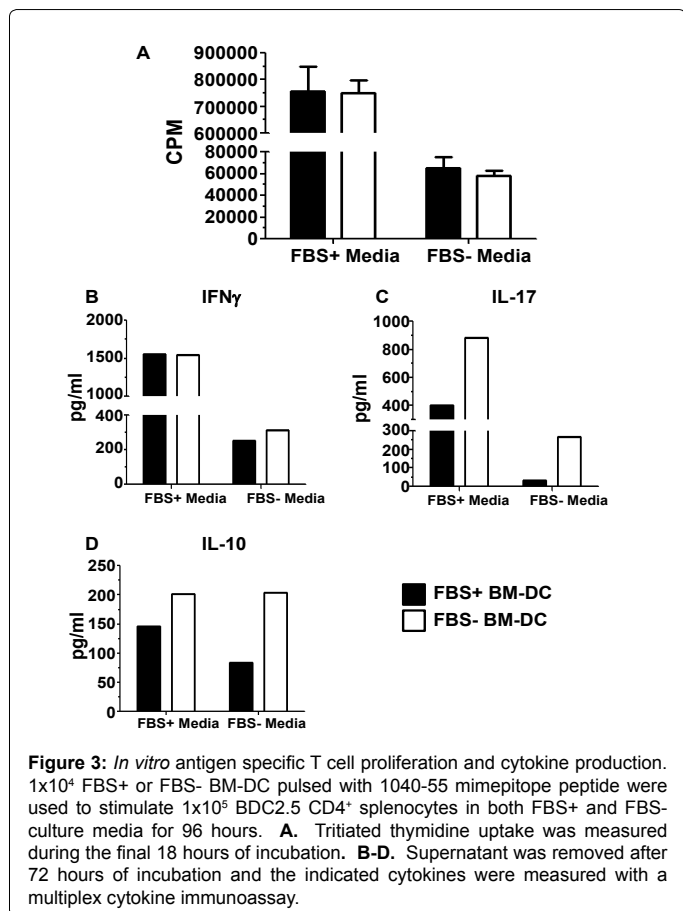 A
CPM
900000
800000
700000
600000
80000
60000
40000
20000
0
FBS+ Media FBS- Media
B IFNγ
pg/ml
2000
1500
1000
400
200
0
FBS+ Media FBS- Media
C IL-17
pg/ml
1000
800
600
400
300
200
100
0
FBS+ Media FBS- Media
D IL-10
pg/ml
250
200
150
100
50
0
FBS+ Media FBS- Media
FBS+ BM-DC
FBS- BM-DC
Figure 3: In vitro antigen specific T cell proliferation and cytokine production.
1x10⁴ FBS+ or FBS- BM-DC pulsed with 1040-55 mimepitope peptide were
used to stimulate 1x10⁵ BDC2.5 CD4⁺ splenocytes in both FBS+ and FBS-
culture media for 96 hours. A. Tritiated thymidine uptake was measured
during the final 18 hours of incubation. B-D. Supernatant was removed after
72 hours of incubation and the indicated cytokines were measured with a
multiplex cytokine immunoassay.